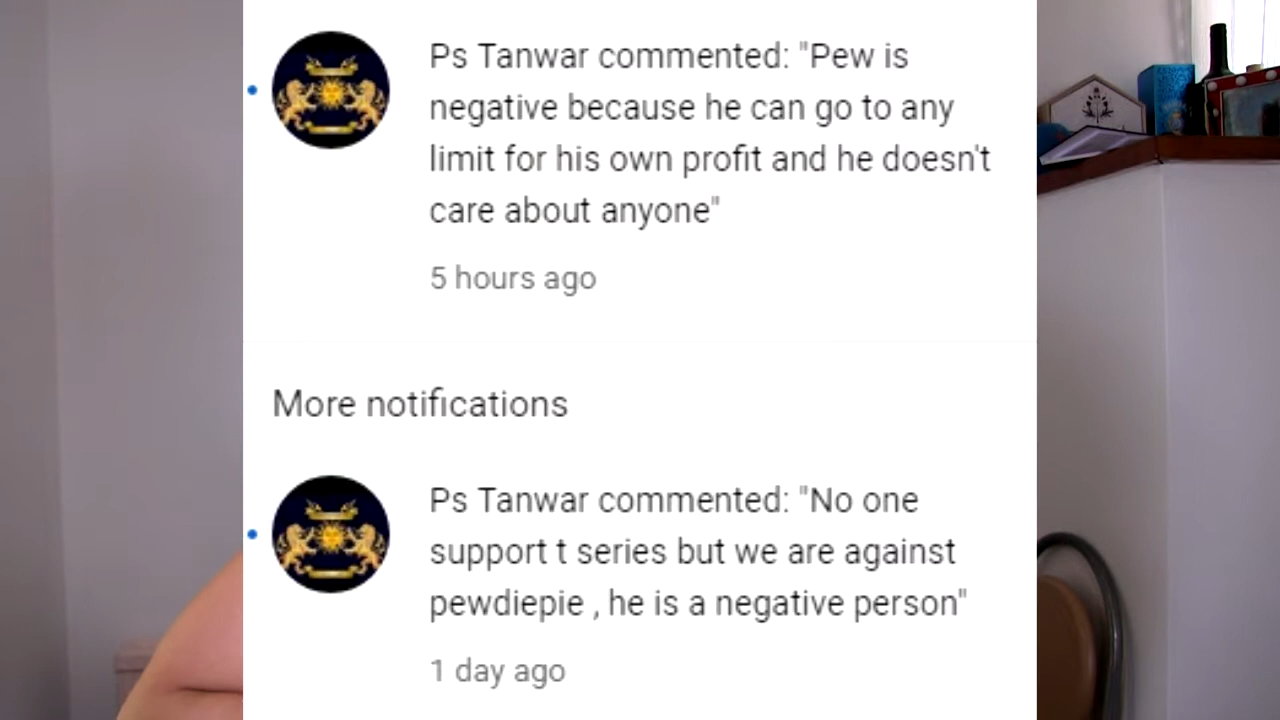 Ps Tanwar commented: "Pew is
negative because he can go to any
limit for his own profit and he doesn't
care about anyone"
5 hours ago
More notifications
Ps Tanwar commented: "No one
support t series but we are against
pewdiepie , he is a negative person"
1 day ago